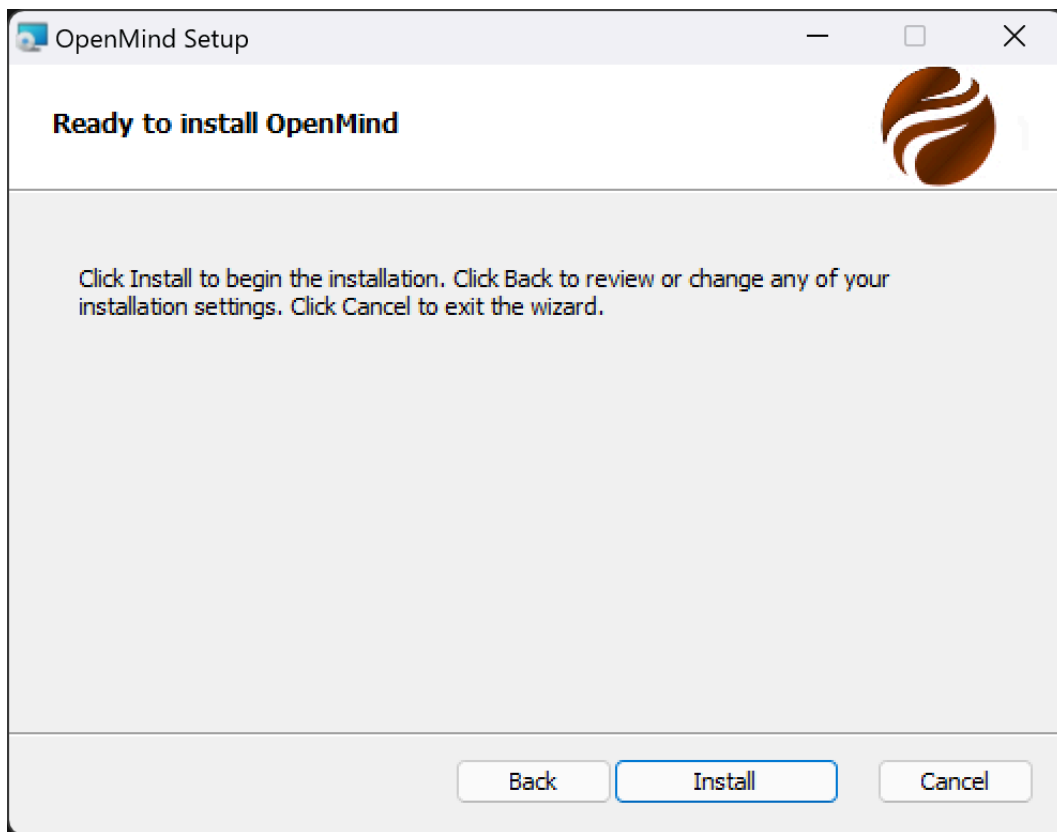 OpenMind Setup
Ready to install OpenMind
Click Install to begin the installation. Click Back to review or change any of your
installation settings. Click Cancel to exit the wizard.
Back
Install
Cancel